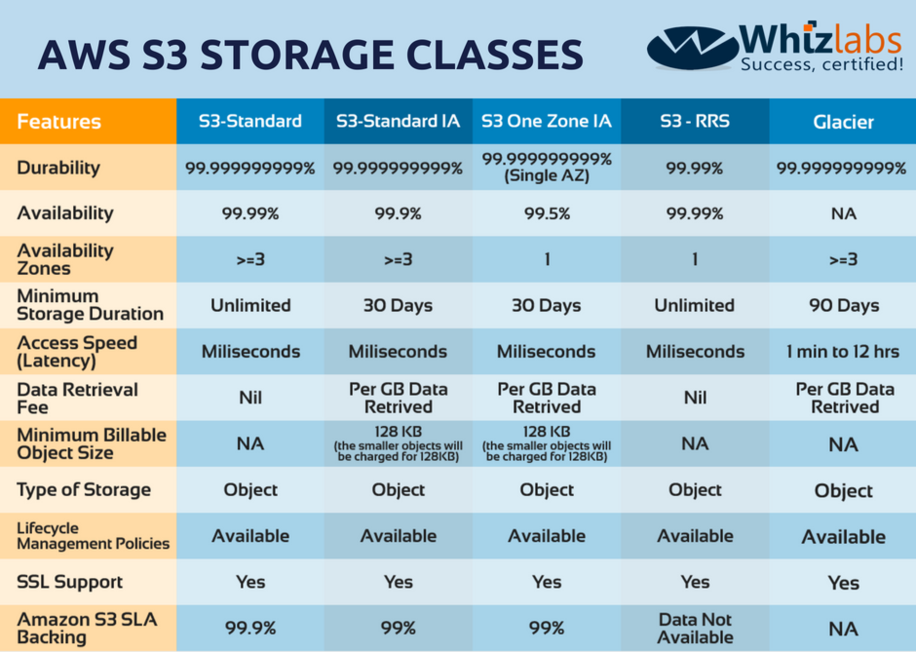 AWS S3 STORAGE CLASSES
Whizlabs
Success, certified!
Features S3-Standard S3-Standard IA S3 One Zone IA S3 - RRS Glacier
Durability 99.999999999% 99.999999999% 99.999999999% (Single AZ) 99.99% 99.999999999%
Availability 99.99% 99.9% 99.5% 99.99% NA
Availability Zones >=3 >=3 1 1 >=3
Minimum Storage Duration Unlimited 30 Days 30 Days Unlimited 90 Days
Access Speed (Latency) Miliseconds Miliseconds Miliseconds Miliseconds 1 min to 12 hrs
Data Retrieval Fee Nil Per GB Data Retrived Per GB Data Retrived Nil Per GB Data Retrived
Minimum Billable Object Size NA 128 KB (the smaller objects will be charged for 128KB) 128 KB (the smaller objects will be charged for 128KB) NA NA
Type of Storage Object Object Object Object Object
Lifecycle Management Policies Available Available Available Available Available
SSL Support Yes Yes Yes Yes Yes
Amazon S3 SLA Backing 99.9% 99% 99% Data Not Available NA